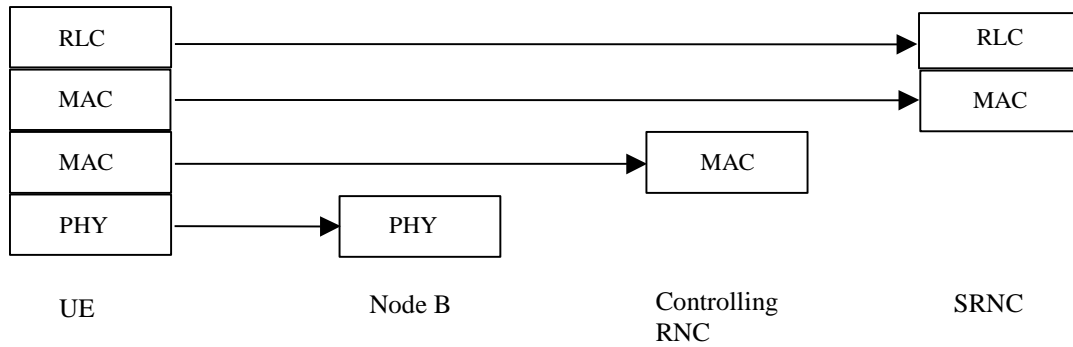 RLC
RLC
MAC
MAC
MAC
MAC
PHY
PHY
UE
Node B
Controlling
RNC
SRNC